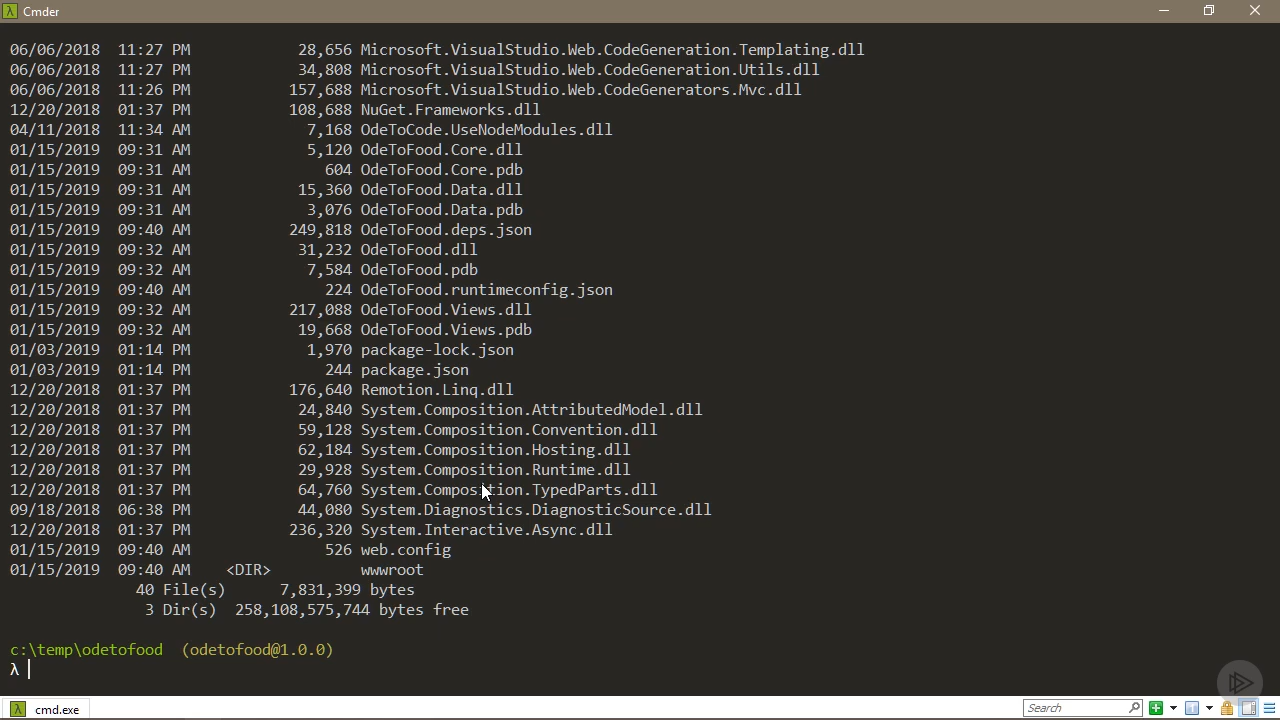 Cmder
06/06/2018  11:27 PM            28,656 Microsoft.VisualStudio.Web.CodeGeneration.Templating.dll
06/06/2018  11:27 PM            34,808 Microsoft.VisualStudio.Web.CodeGeneration.Utils.dll
06/06/2018  11:26 PM           157,688 Microsoft.VisualStudio.Web.CodeGenerators.Mvc.dll
12/20/2018  01:37 PM           108,688 NuGet.Frameworks.dll
04/11/2018  11:34 AM             7,168 OdeToCode.UseNodeModules.dll
01/15/2019  09:31 AM             5,120 OdeToFood.Core.dll
01/15/2019  09:31 AM               604 OdeToFood.Core.pdb
01/15/2019  09:31 AM            15,360 OdeToFood.Data.dll
01/15/2019  09:31 AM             3,076 OdeToFood.Data.pdb
01/15/2019  09:40 AM           249,818 OdeToFood.deps.json
01/15/2019  09:32 AM            31,232 OdeToFood.dll
01/15/2019  09:32 AM             7,584 OdeToFood.pdb
01/15/2019  09:40 AM               224 OdeToFood.runtimeconfig.json
01/15/2019  09:32 AM           217,088 OdeToFood.Views.dll
01/15/2019  09:32 AM            19,668 OdeToFood.Views.pdb
01/03/2019  01:14 PM             1,970 package-lock.json
01/03/2019  01:14 PM               244 package.json
12/20/2018  01:37 PM           176,640 Remotion.Linq.dll
12/20/2018  01:37 PM            24,840 System.Composition.AttributedModel.dll
12/20/2018  01:37 PM            59,128 System.Composition.Convention.dll
12/20/2018  01:37 PM            62,184 System.Composition.Hosting.dll
12/20/2018  01:37 PM            29,928 System.Composition.Runtime.dll
12/20/2018  01:37 PM            64,760 System.Composition.TypedParts.dll
09/18/2018  06:38 PM            44,080 System.Diagnostics.DiagnosticSource.dll
12/20/2018  01:37 PM           236,320 System.Interactive.Async.dll
01/15/2019  09:40 AM               526 web.config
01/15/2019  09:40 AM    <DIR>          wwwroot
40 File(s)      7,831,399 bytes
3 Dir(s)  258,108,575,744 bytes free
c:\temp\odetofood  (odetofood@1.0.0)
λ
cmd.exe
Search